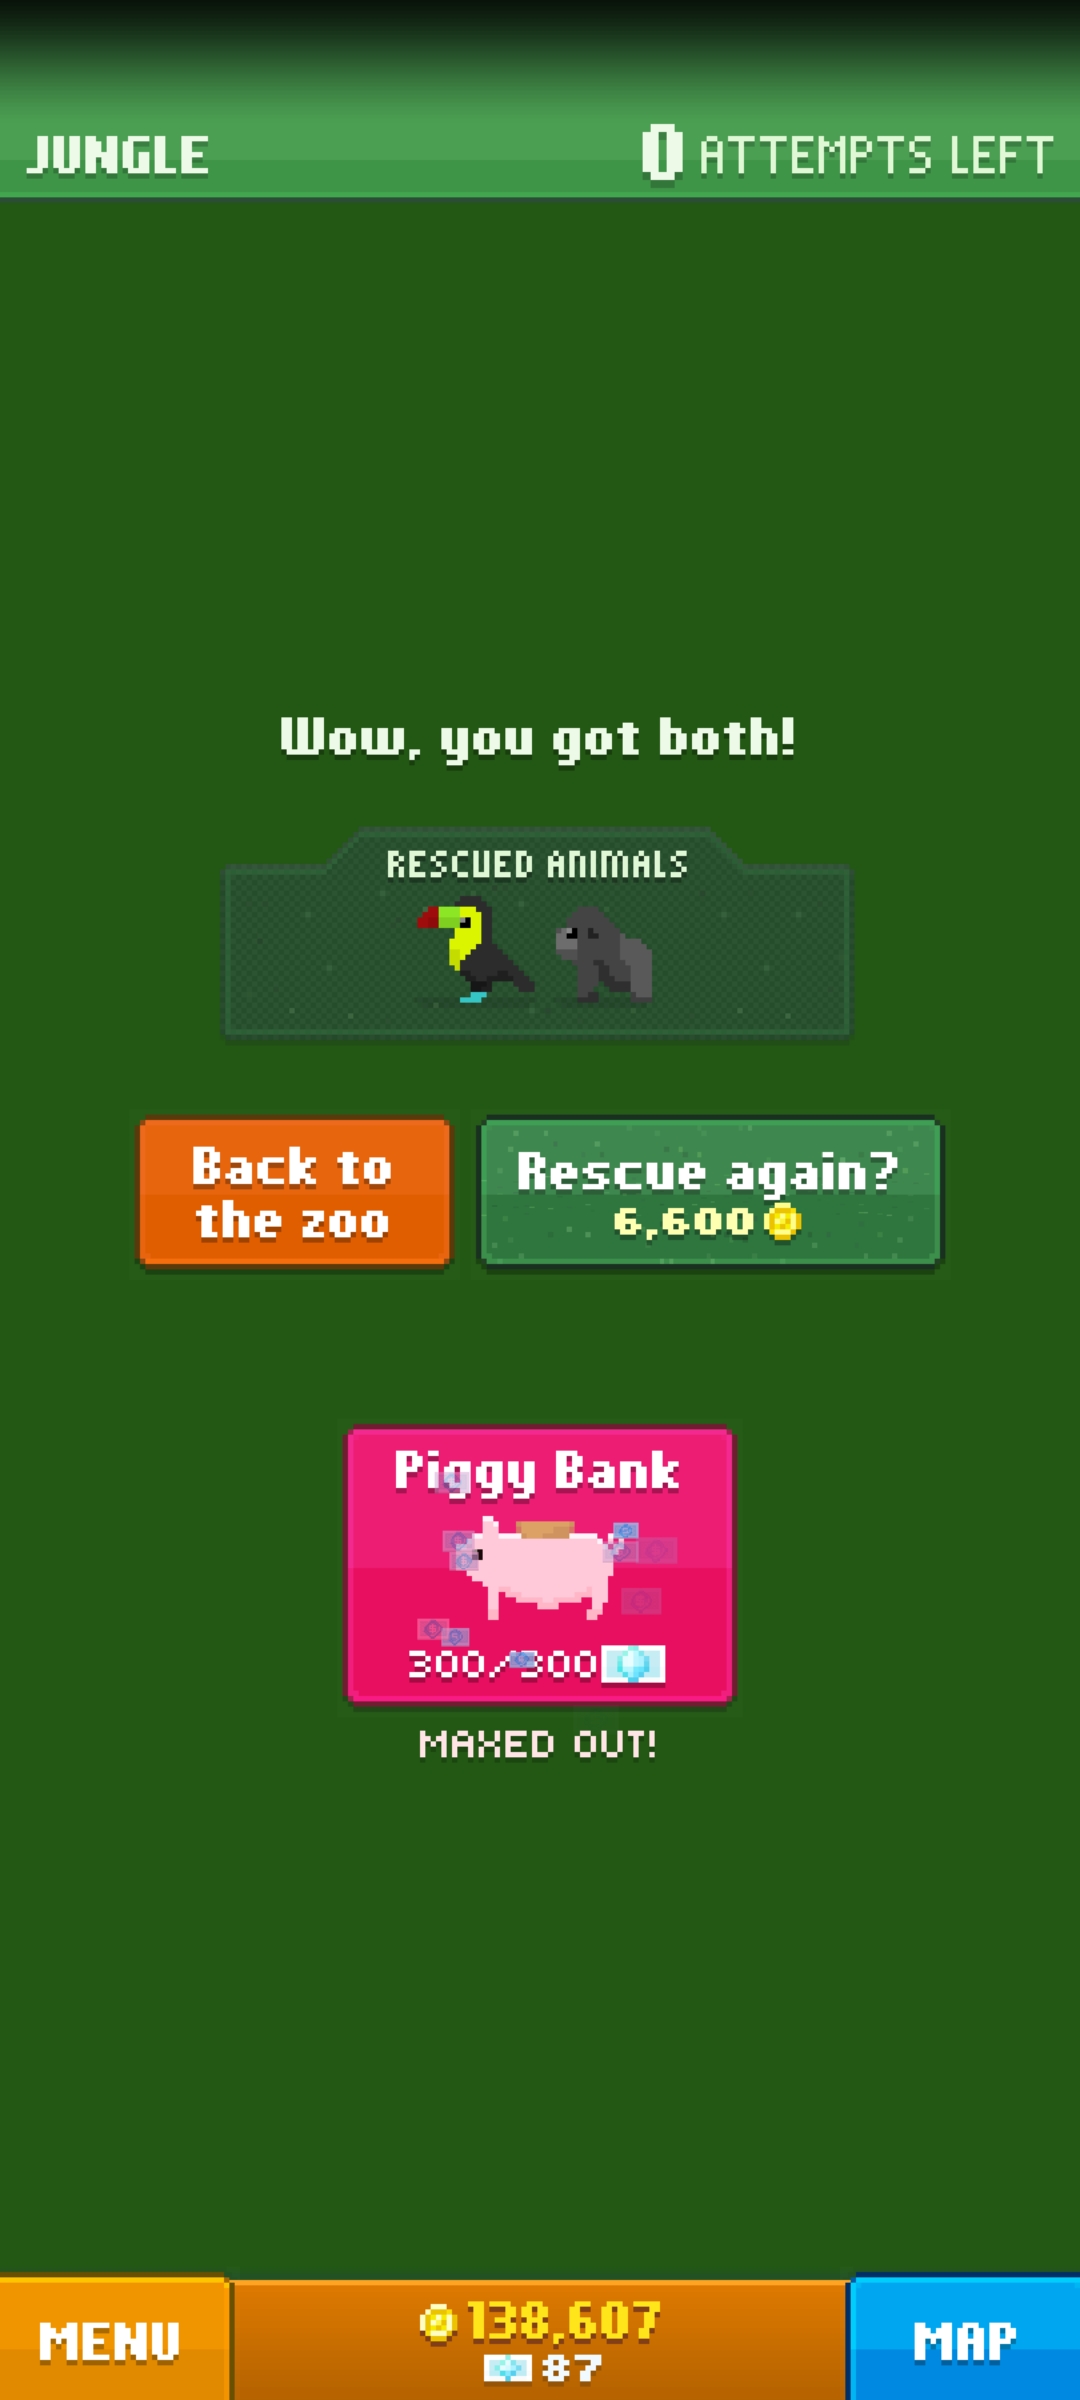 JUNGLE
0 ATTEMPTS LEFT
Wow, you got both!
RESCUED ANIMALS
Back to
the zoo
Rescue again?
6,600
Piggy Bank
300/300
MAXED OUT!
MENU
138,607
87
MAP